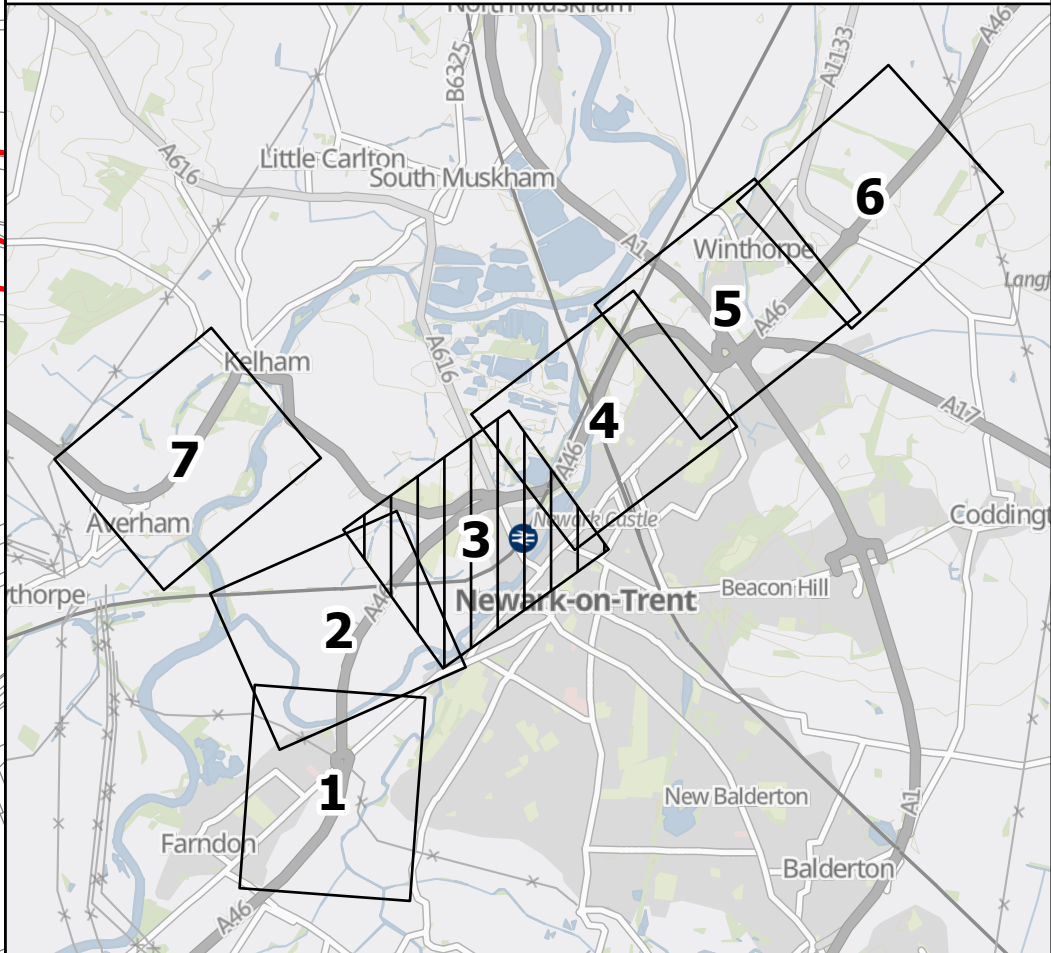 North Muskham
A46
A1133
B6325
A616
Little Carlton
South Muskham
6
A1
Winthorpe
5
A46
Kelham
A616
4
A17
7
A46
Averham
3
Newark Castle
Coddingt
thorpe
A46
Newark-on-Trent
Beacon Hill
2
1
New Balderton
A1
Farndon
Balderton
A46